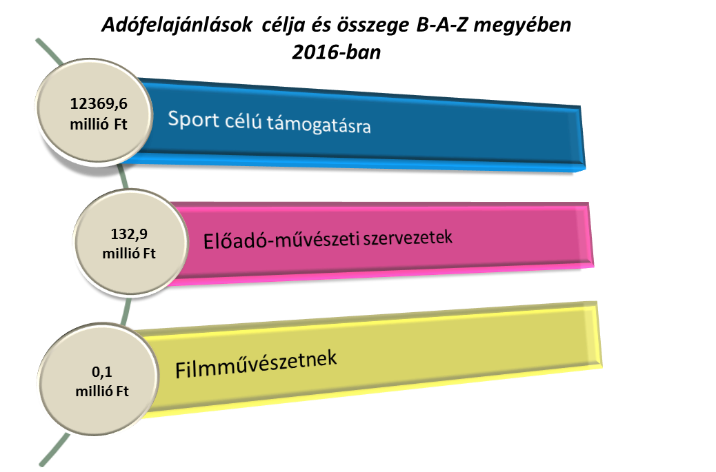 Adófelajánlások célja és összege B-A-Z megyében
2016-ban
12369,6
millió Ft
Sport célú támogatásra
132,9
millió Ft
Előadó-művészeti szervezetek
0,1
millió Ft
Filmművészetnek